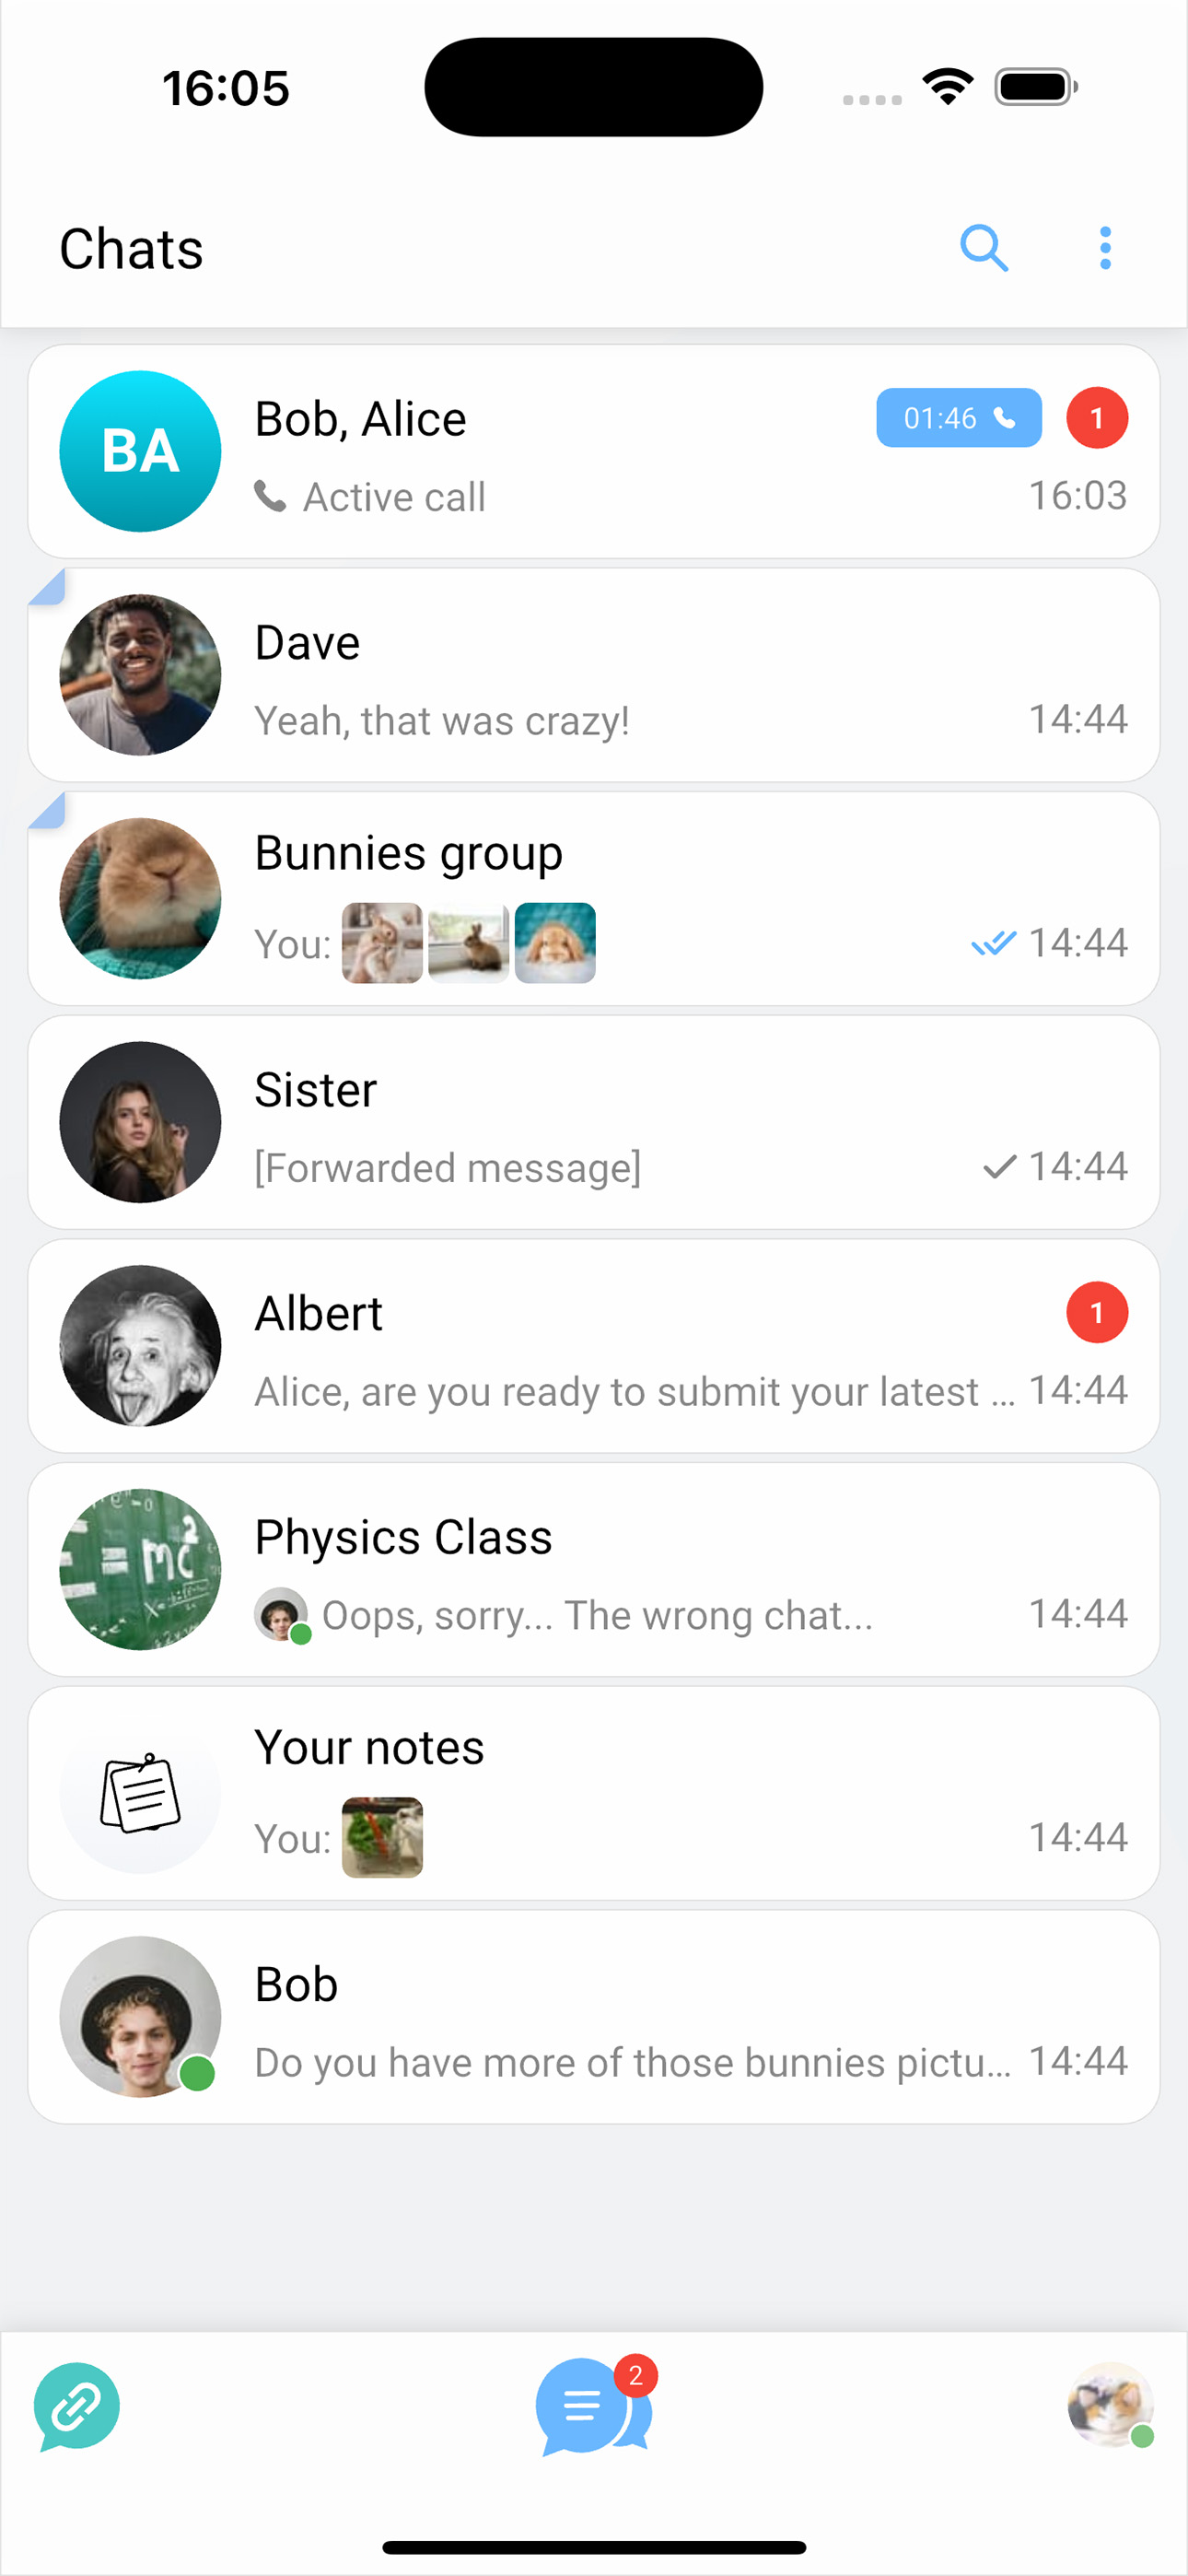 16:05
Chats
BA
Bob, Alice
01:46
1
Active call
16:03
Dave
Yeah, that was crazy!
14:44
Bunnies group
You:
14:44
Sister
[Forwarded message]
14:44
Albert
1
Alice, are you ready to submit your latest ...
14:44
= mc²
Physics Class
Oops, sorry... The wrong chat...
14:44
Your notes
You:
14:44
Bob
Do you have more of those bunnies pictu...
14:44
2